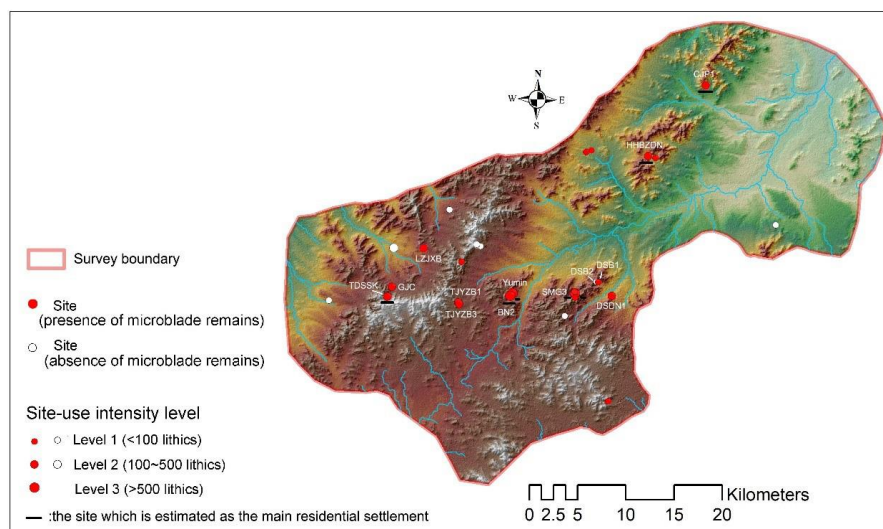 N
W E
S
CJP1
HHBZDN
LZJXB
TDSSK
GJC
TJYZB1
TJYZB3
Yumin
BN2
SMG3
DSB2
DSB1
DSDN1
Survey boundary
Site
(presence of microblade remains)
Site
(absence of microblade remains)
Site-use intensity level
Level 1 (<100 lithics)
Level 2 (100~500 lithics)
Level 3 (>500 lithics)
:the site which is estimated as the main residential settlement
Kilometers
0 2.5 5 10 15 20